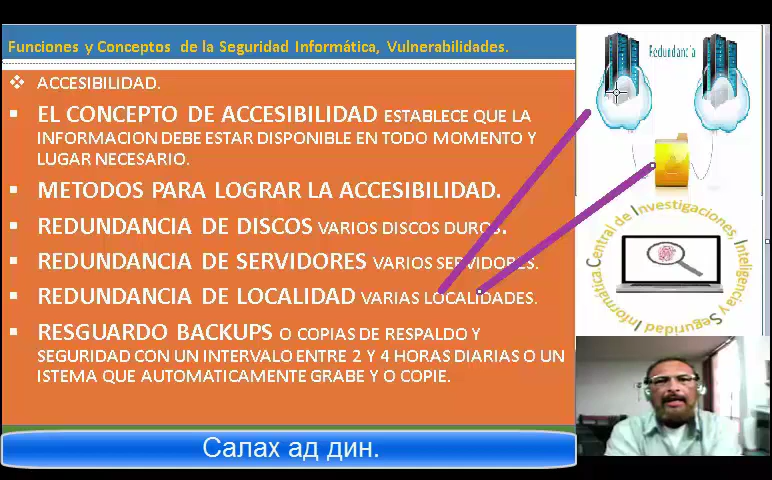 Funciones y Conceptos de la Seguridad Informática, Vulnerabilidades.
ACCESIBILIDAD.
EL CONCEPTO DE ACCESIBILIDAD ESTABLECE QUE LA
INFORMACION DEBE ESTAR DISPONIBLE EN TODO MOMENTO Y
LUGAR NECESARIO.
METODOS PARA LOGRAR LA ACCESIBILIDAD.
REDUNDANCIA DE DISCOS VARIOS DISCOS DUROS.
REDUNDANCIA DE SERVIDORES VARIOS SERVIDORES.
REDUNDANCIA DE LOCALIDAD VARIAS LOCALIDADES.
RESGUARDO BACKUPS O COPIAS DE RESPALDO Y
SEGURIDAD CON UN INTERVALO ENTRE 2 Y 4 HORAS DIARIAS O UN
ISTEMA QUE AUTOMATICAMENTE GRABE Y O COPIE.
Redundancia
Central de Investigaciones, Inteligencia y Seguridad Informática
Салах ад дин.